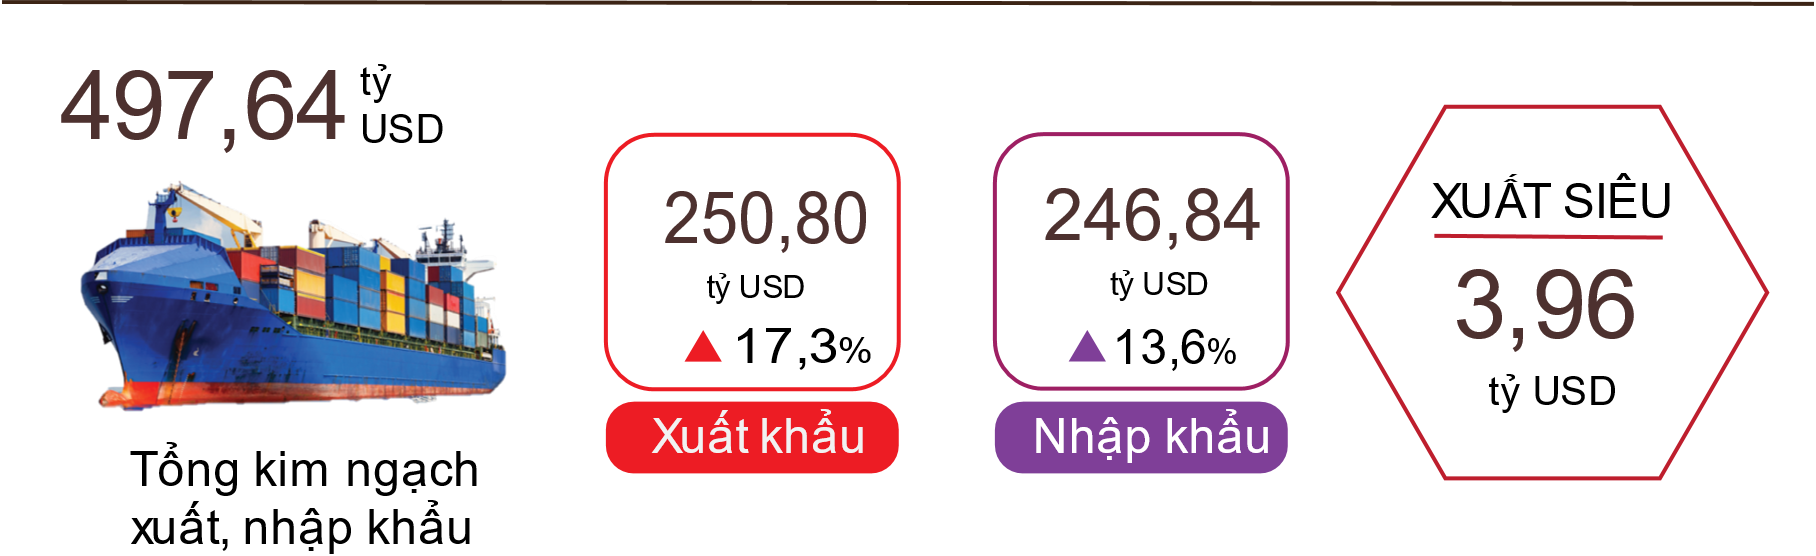 497,64 tỷ
USD
Tổng kim ngạch
xuất, nhập khẩu
250,80
tỷ USD
17,3%
Xuất khẩu
246,84
tỷ USD
13,6%
Nhập khẩu
XUẤT SIÊU
3,96
tỷ USD